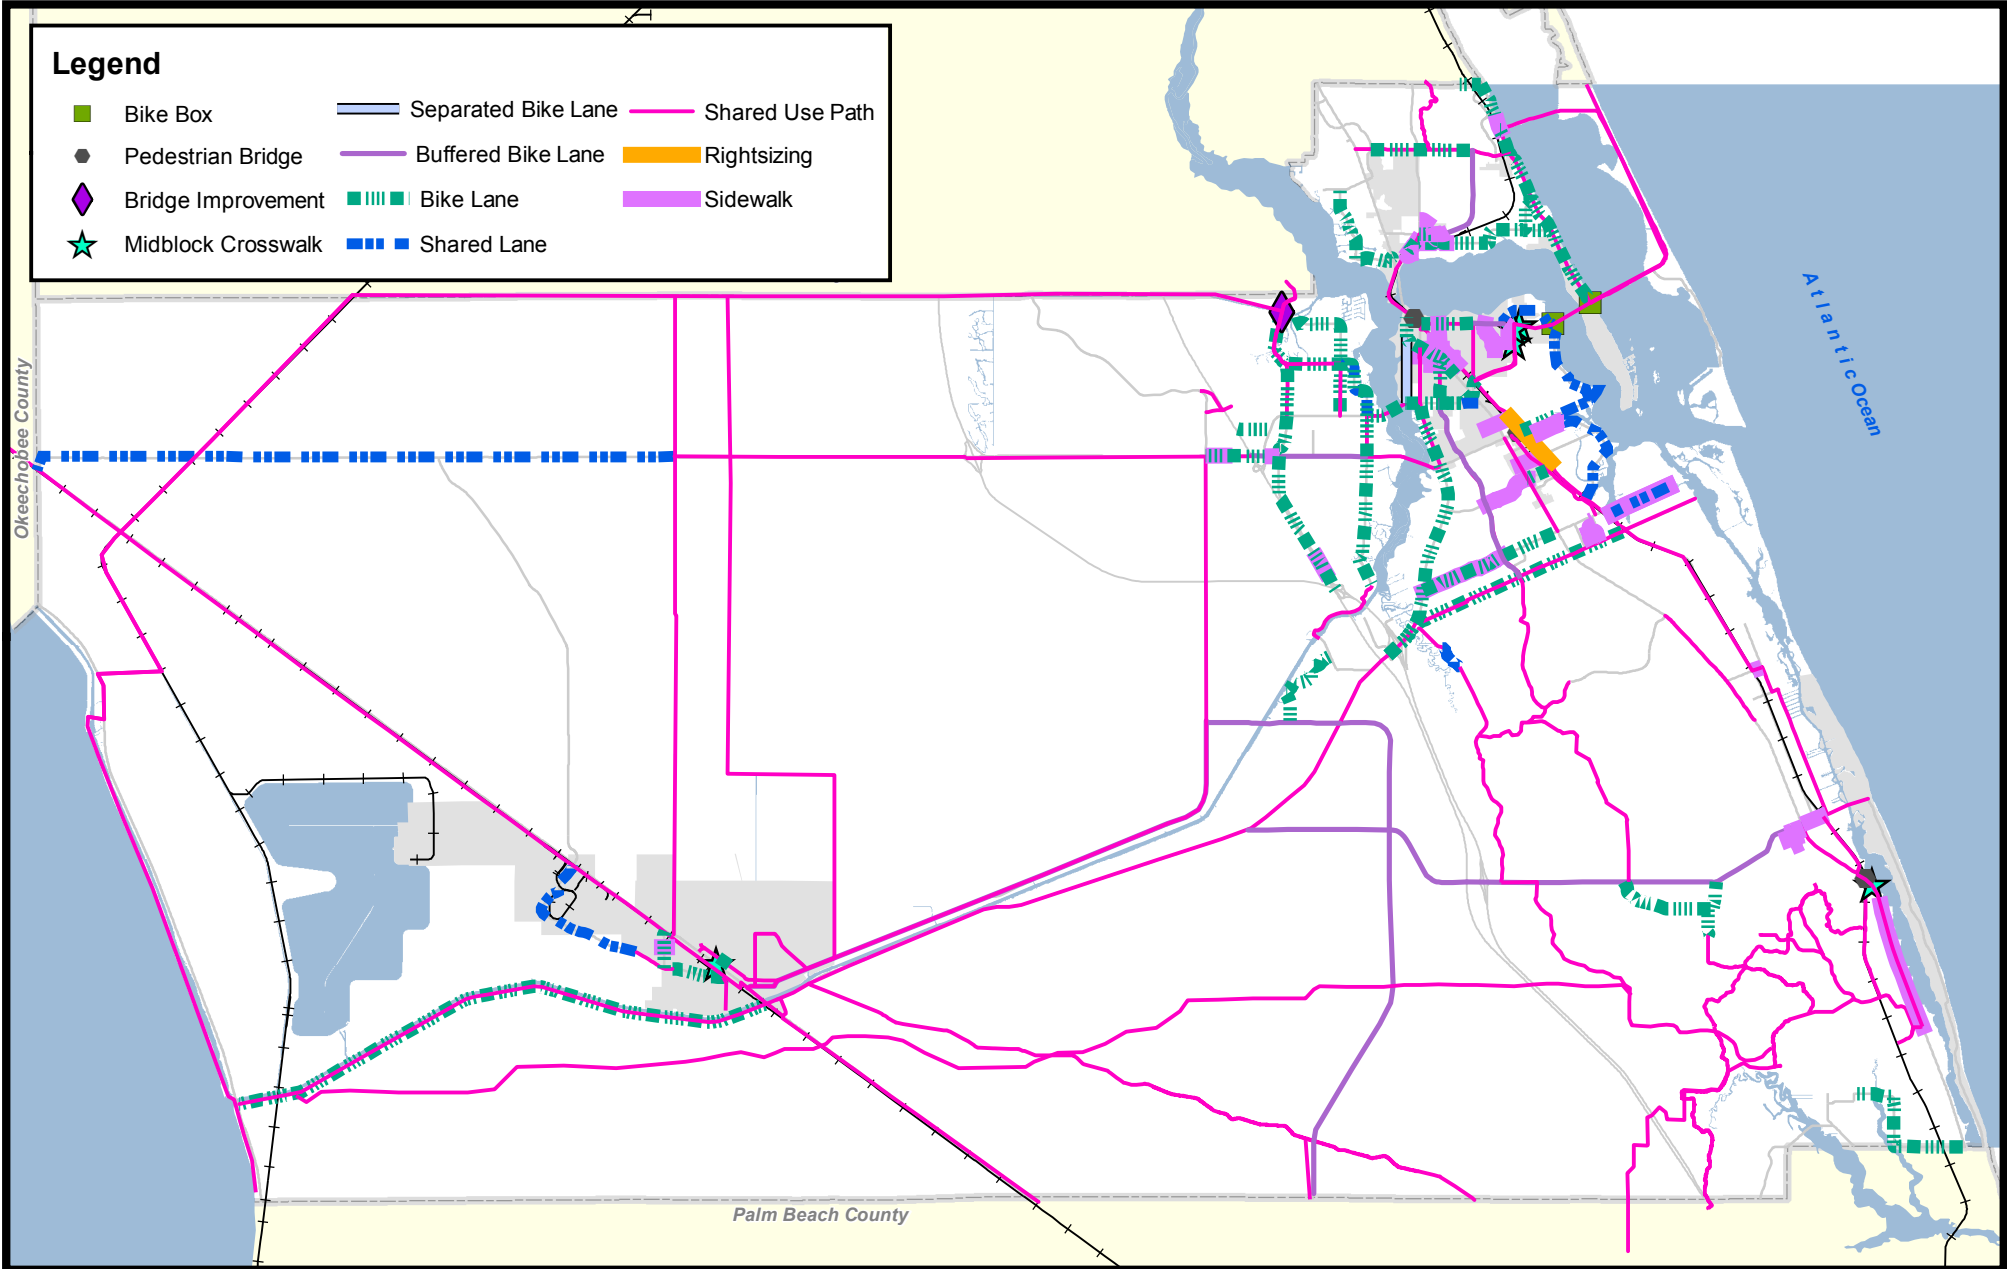 Legend
Bike Box
Pedestrian Bridge
Bridge Improvement
Midblock Crosswalk
Separated Bike Lane
Buffered Bike Lane
Bike Lane
Shared Lane
Shared Use Path
Rightsizing
Sidewalk
Okeechobee County
Atlantic Ocean
Palm Beach County